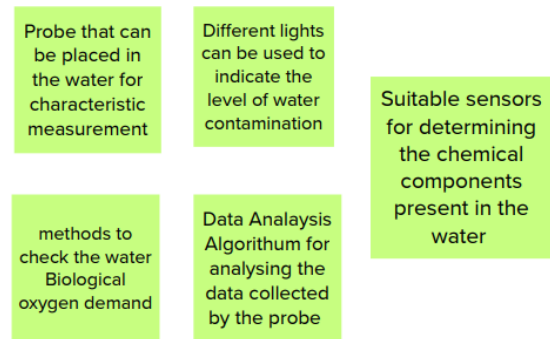 Probe that can
be placed in
the water for
characteristic
measurement
Different lights
can be used to
indicate the
level of water
contamination
Suitable sensors
for determining
the chemical
components
present in the
water
methods to
check the water
Biological
oxygen demand
Data Analaysis
Algorithum for
analysing the
data collected
by the probe